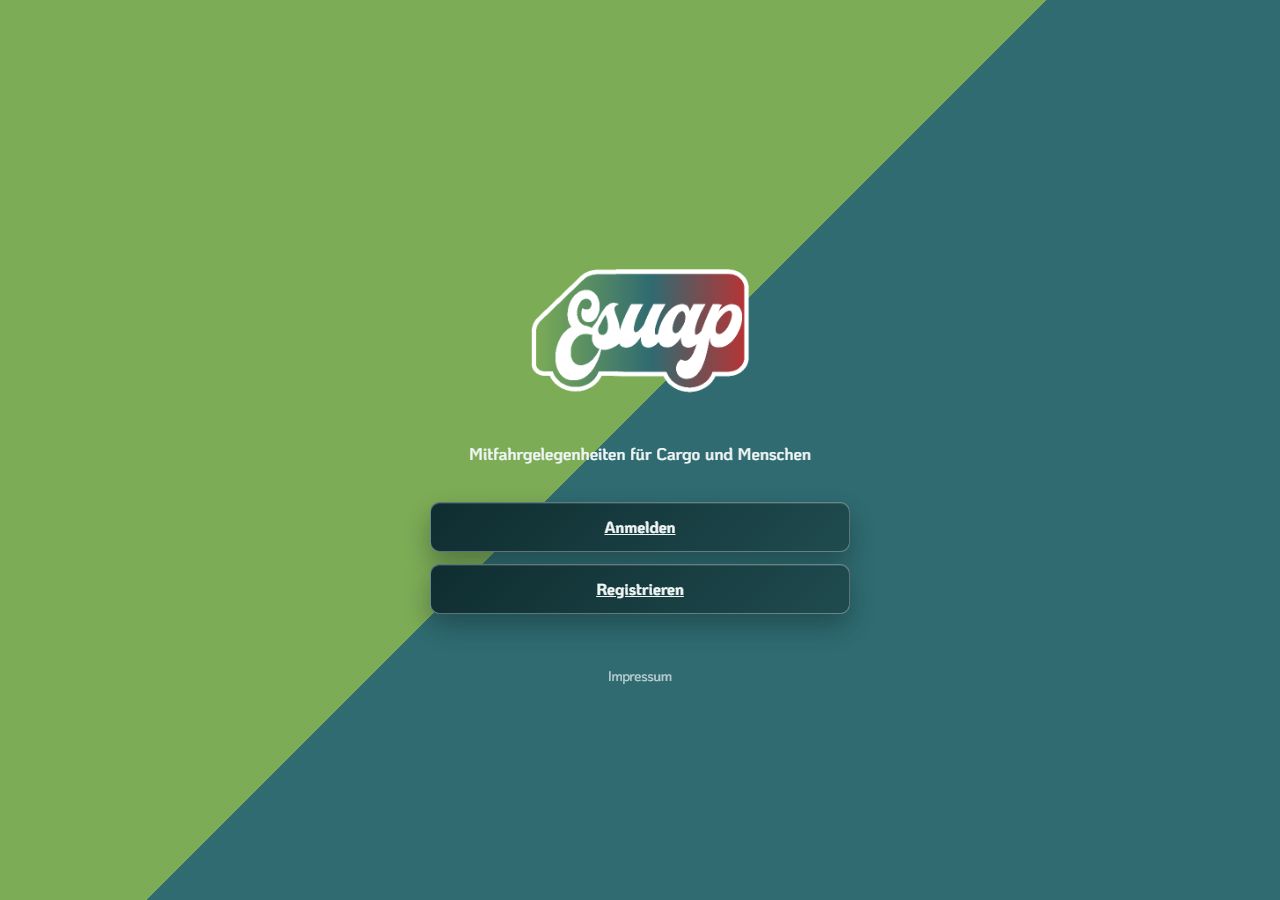 Esuap
Mitfahrgelegenheiten für Cargo und Menschen
Anmelden
Registrieren
Impressum